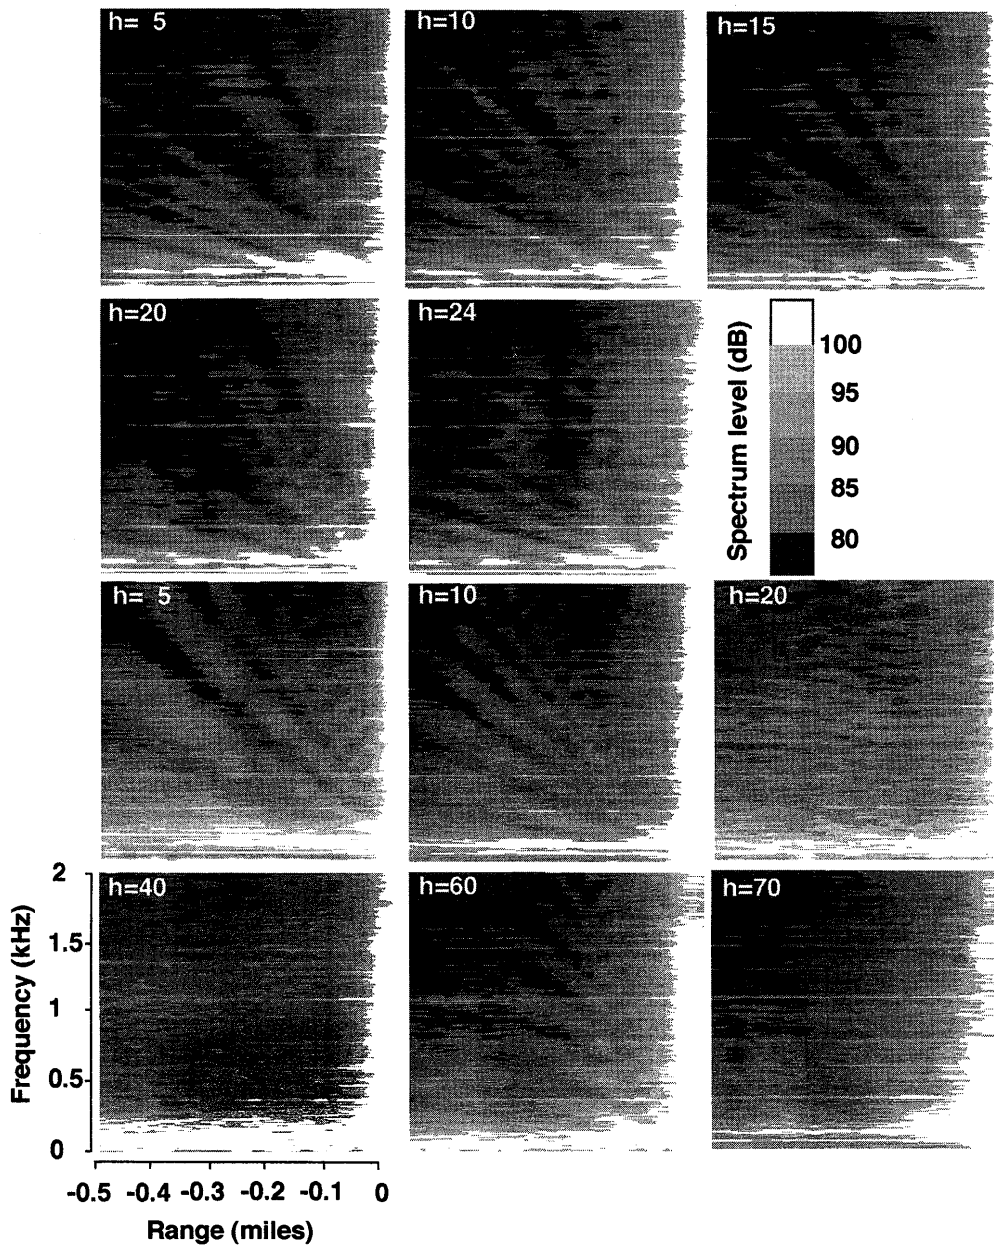 h= 5
h=10
h=15
h=20
h=24
Spectrum level (dB)
100
95
90
85
80
h= 5
h=10
h=20
h=40
h=60
h=70
Frequency (kHz)
2
1.5
1
0.5
0
-0.5 -0.4 -0.3 -0.2 -0.1 0
Range (miles)